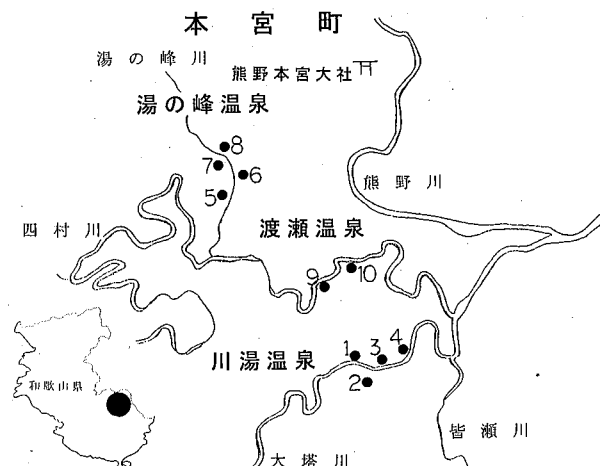 本宮町
湯の峰川
熊野本宮大社
湯の峰温泉
8
7
6
5
熊野川
四村川
渡瀬温泉
9
10
川湯温泉
1
3
4
2
和歌山県
皆瀬川
大塔川